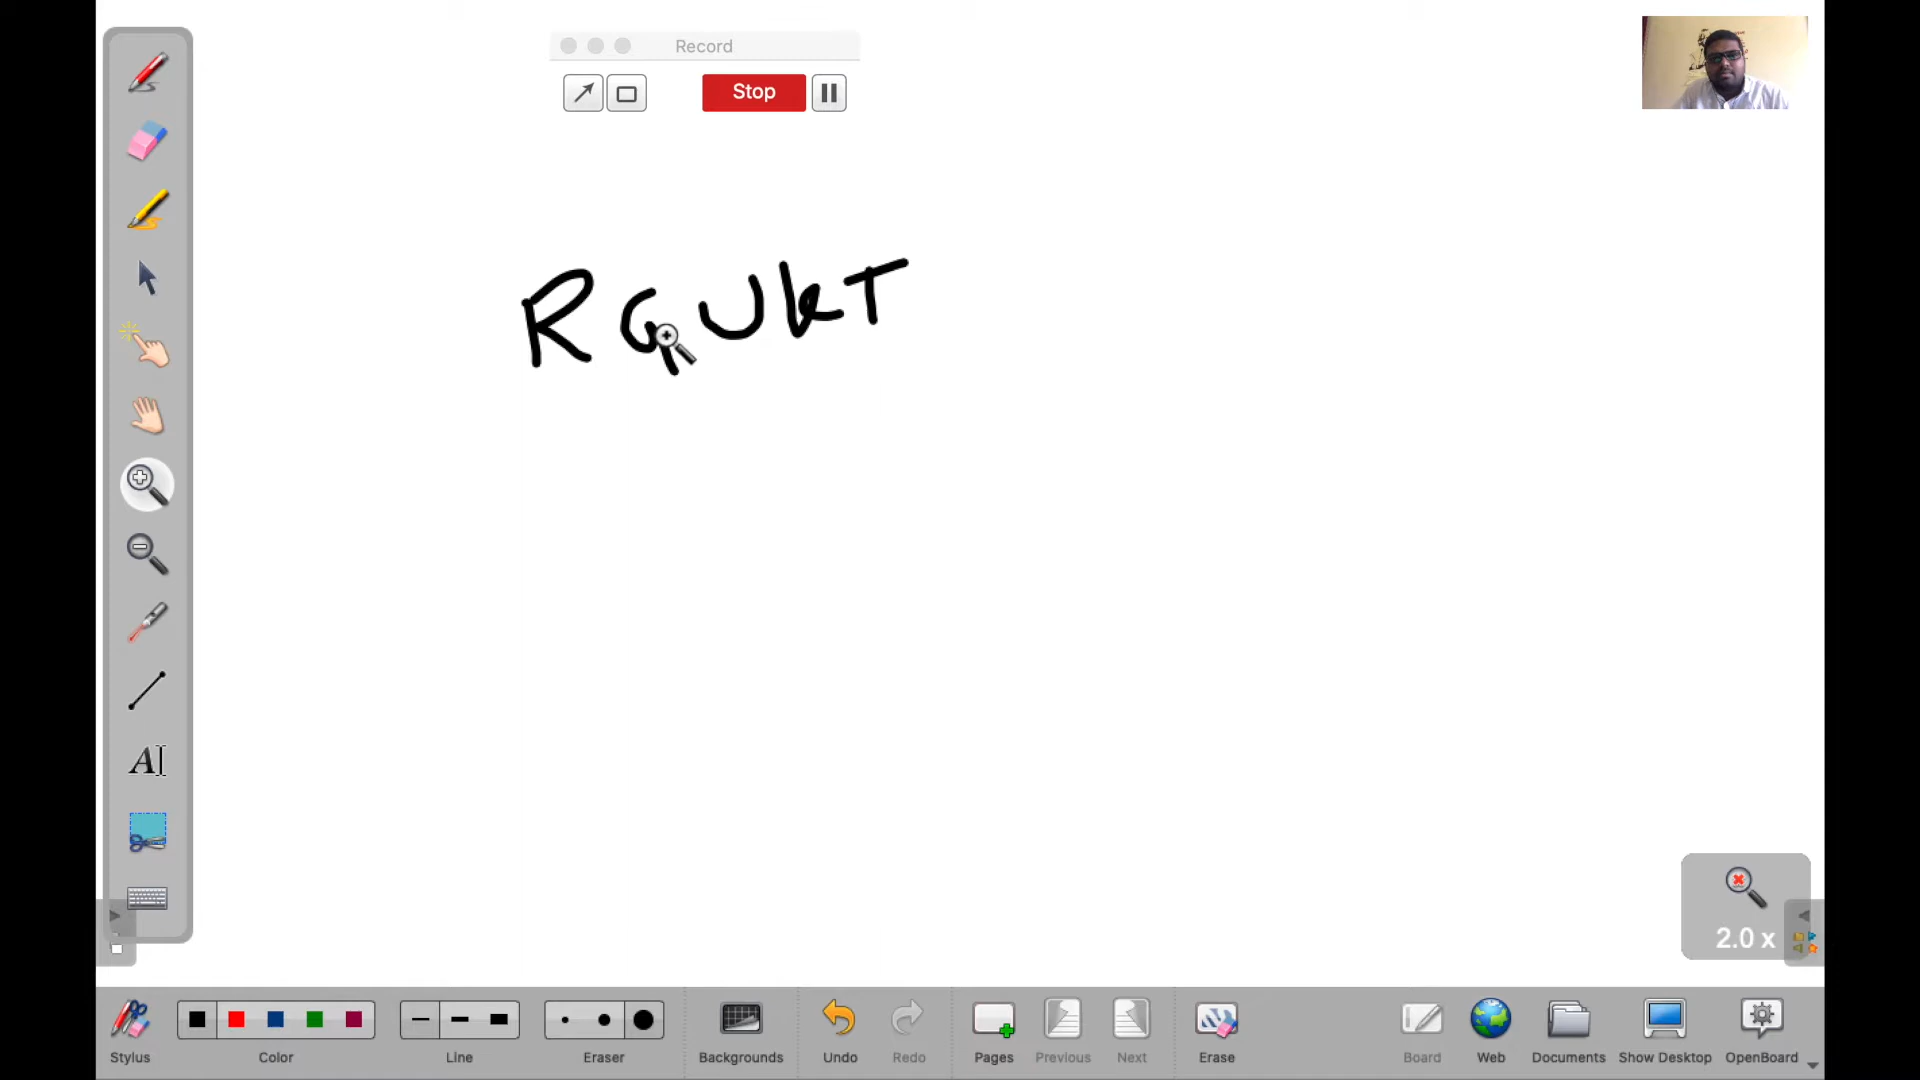 Record
Stop
RGUKT
2.0 x
Stylus
Color
Line
Eraser
Backgrounds
Undo
Redo
Pages
Previous
Next
Erase
Board
Web
Documents
Show Desktop
OpenBoard